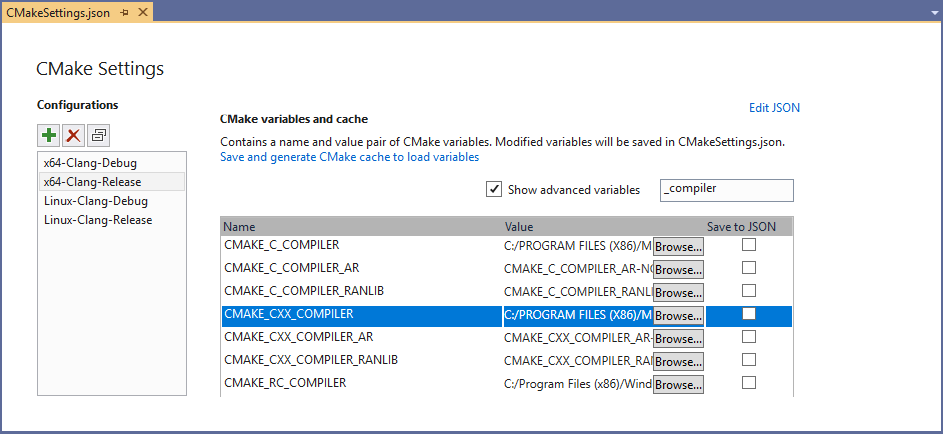 CMakeSettings.json
CMake Settings
Configurations
x64-Clang-Debug
x64-Clang-Release
Linux-Clang-Debug
Linux-Clang-Release
Edit JSON
CMake variables and cache
Contains a name and value pair of CMake variables. Modified variables will be saved in CMakeSettings.json.
Save and generate CMake cache to load variables
Show advanced variables _compiler
Name Value Save to JSON
CMAKE_C_COMPILER C:/PROGRAM FILES (X86)/M Browse...
CMAKE_C_COMPILER_AR CMAKE_C_COMPILER_AR-NO Browse...
CMAKE_C_COMPILER_RANLIB CMAKE_C_COMPILER_RANLI Browse...
CMAKE_CXX_COMPILER C:/PROGRAM FILES (X86)/M Browse...
CMAKE_CXX_COMPILER_AR CMAKE_CXX_COMPILER_AR- Browse...
CMAKE_CXX_COMPILER_RANLIB CMAKE_CXX_COMPILER_RAN Browse...
CMAKE_RC_COMPILER C:/Program Files (x86)/Wind Browse...